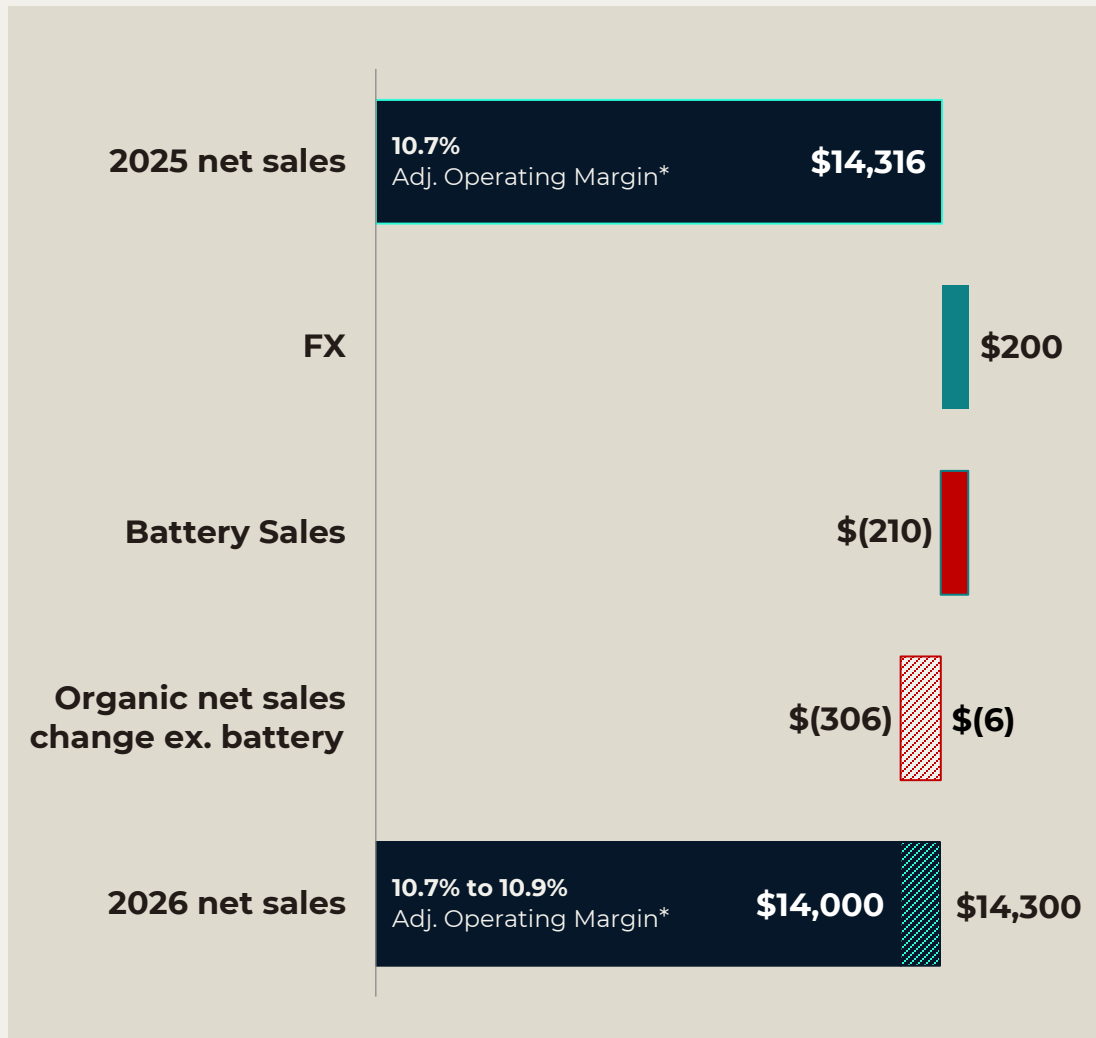 2025 net sales
10.7%
Adj. Operating Margin*
$14,316
FX
$200
Battery Sales
$(210)
Organic net sales
change ex. battery
$(306)
$(6)
2026 net sales
10.7% to 10.9%
Adj. Operating Margin*
$14,000
$14,300